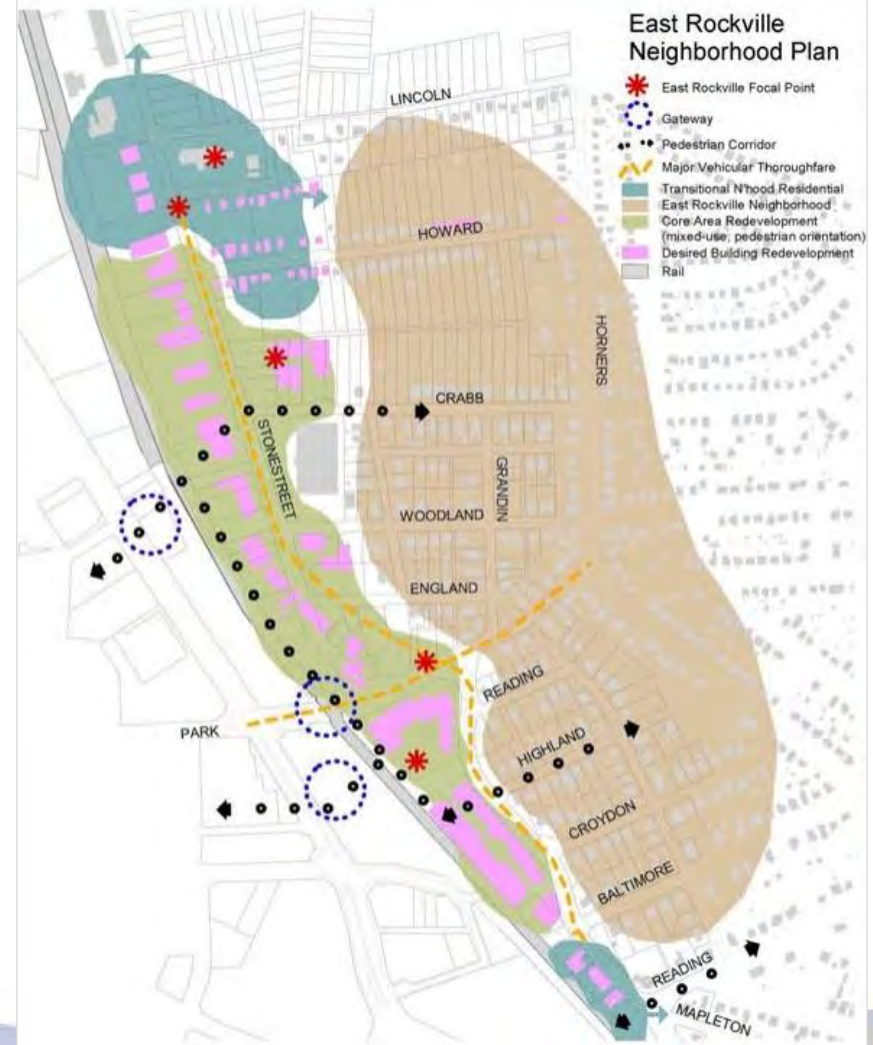 East Rockville
Neighborhood Plan
East Rockville Focal Point
Gateway
Pedestrian Corridor
Major Vehicular Thoroughfare
Transitional N'hood Residential
East Rockville Neighborhood
Core Area Redevelopment
(mixed-use, pedestrian orientation)
Desired Building Redevelopment
Rail
LINCOLN
HOWARD
HORNERS
CRABB
STONESTREET
GRANDIN
WOODLAND
ENGLAND
READING
PARK
HIGHLAND
CROYDON
BALTIMORE
READING
MAPLETON